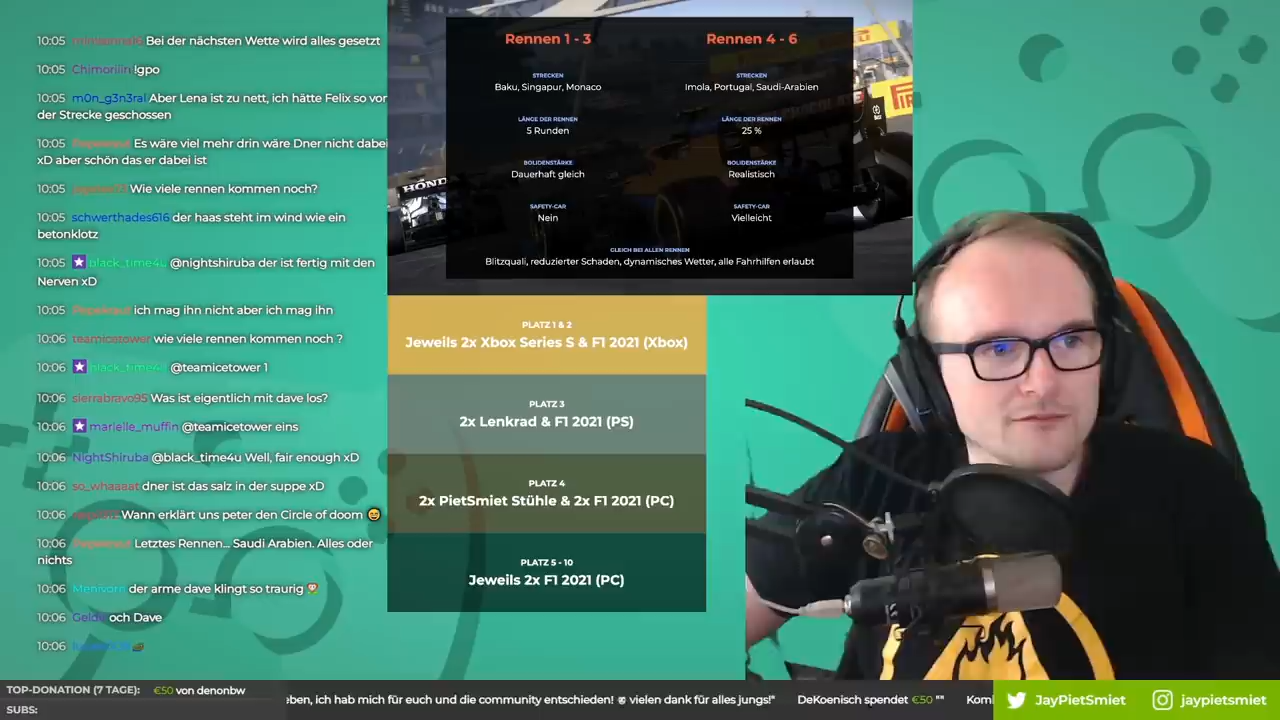 10:05 Bei der nächsten Wette wird alles gesetzt
10:05 Chimoriiin !gpo
10:05 m0n_g3n3ral Aber Lena ist zu nett, ich hätte Felix so von
der Strecke geschossen
10:05 Es wäre viel mehr drin wäre Dner nicht dabei
xD aber schön das er dabei ist
10:05 Wie viele rennen kommen noch?
10:05 schwerthades616 der haas steht im wind wie ein
betonklotz
10:05 black_time4u @nightshiruba der ist fertig mit den
Nerven xD
10:05 ich mag ihn nicht aber ich mag ihn
10:06 teamicetower wie viele rennen kommen noch ?
10:06 black_time4u @teamicetower 1
10:06 sierrabravo95 Was ist eigentlich mit dave los?
10:06 marielle_muffin @teamicetower eins
10:06 NightShiruba @black_time4u Well, fair enough xD
10:06 so_whaaaat dner ist das salz in der suppe xD
10:06 Wann erklärt uns peter den Circle of doom 😄
10:06 Letztes Rennen... Saudi Arabien. Alles oder
nichts
10:06 Menivorn der arme dave klingt so traurig
10:06 och Dave
10:06
Rennen 1 - 3
STRECKEN
Baku, Singapur, Monaco
LÄNGE DER RENNEN
5 Runden
BOLIDENSTÄRKE
Dauerhaft gleich
SAFETY-CAR
Nein
Rennen 4 - 6
STRECKEN
Imola, Portugal, Saudi-Arabien
LÄNGE DER RENNEN
25 %
BOLIDENSTÄRKE
Realistisch
SAFETY-CAR
Vielleicht
GLEICH BEI ALLEN RENNEN
Blitzquali, reduzierter Schaden, dynamisches Wetter, alle Fahrhilfen erlaubt
HONDA
PLATZ 1 & 2
Jeweils 2x Xbox Series S & F1 2021 (Xbox)
PLATZ 3
2x Lenkrad & F1 2021 (PS)
PLATZ 4
2x PietSmiet Stühle & 2x F1 2021 (PC)
PLATZ 5 - 10
Jeweils 2x F1 2021 (PC)
TOP-DONATION (7 TAGE): €50 von denonbw
SUBS:
eben, ich hab mich für euch und die community entschieden! vielen dank für alles jungs!* DeKoenisch spendet €50 "" Kom
JayPietSmiet
jaypietsmiet